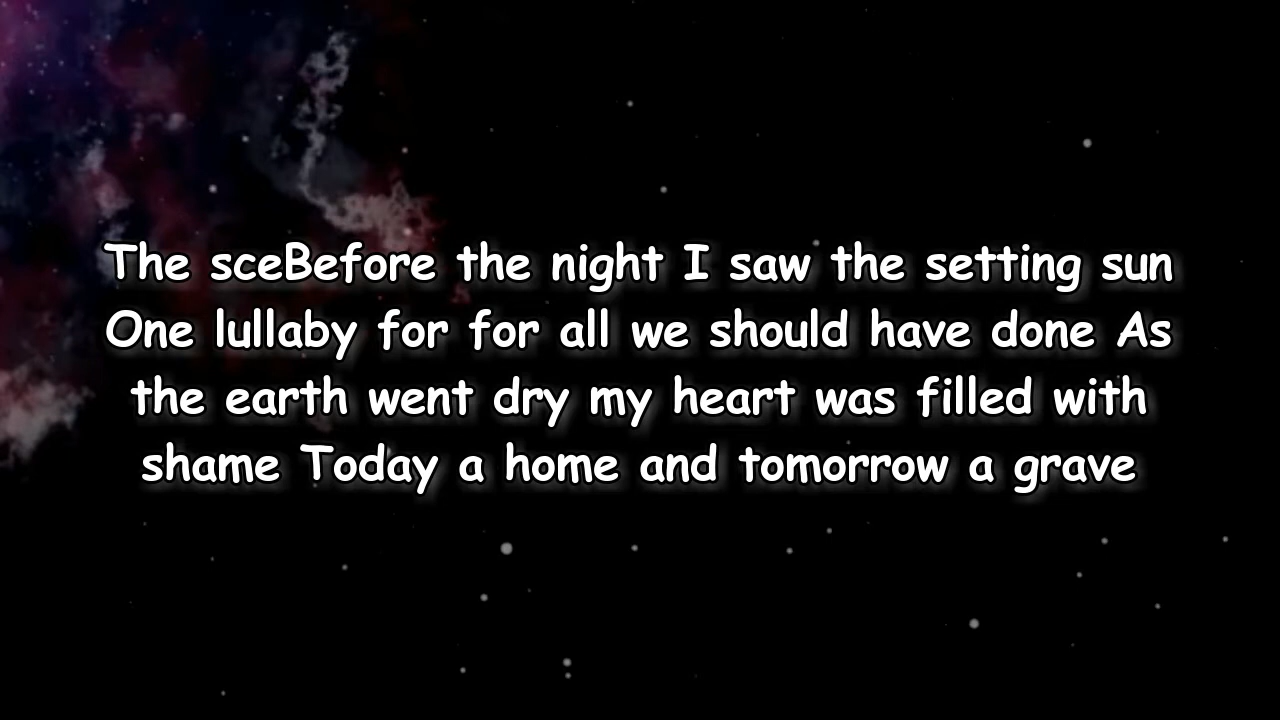 The sceBefore the night I saw the setting sun
One lullaby for for all we should have done As
the earth went dry my heart was filled with
shame Today a home and tomorrow a grave